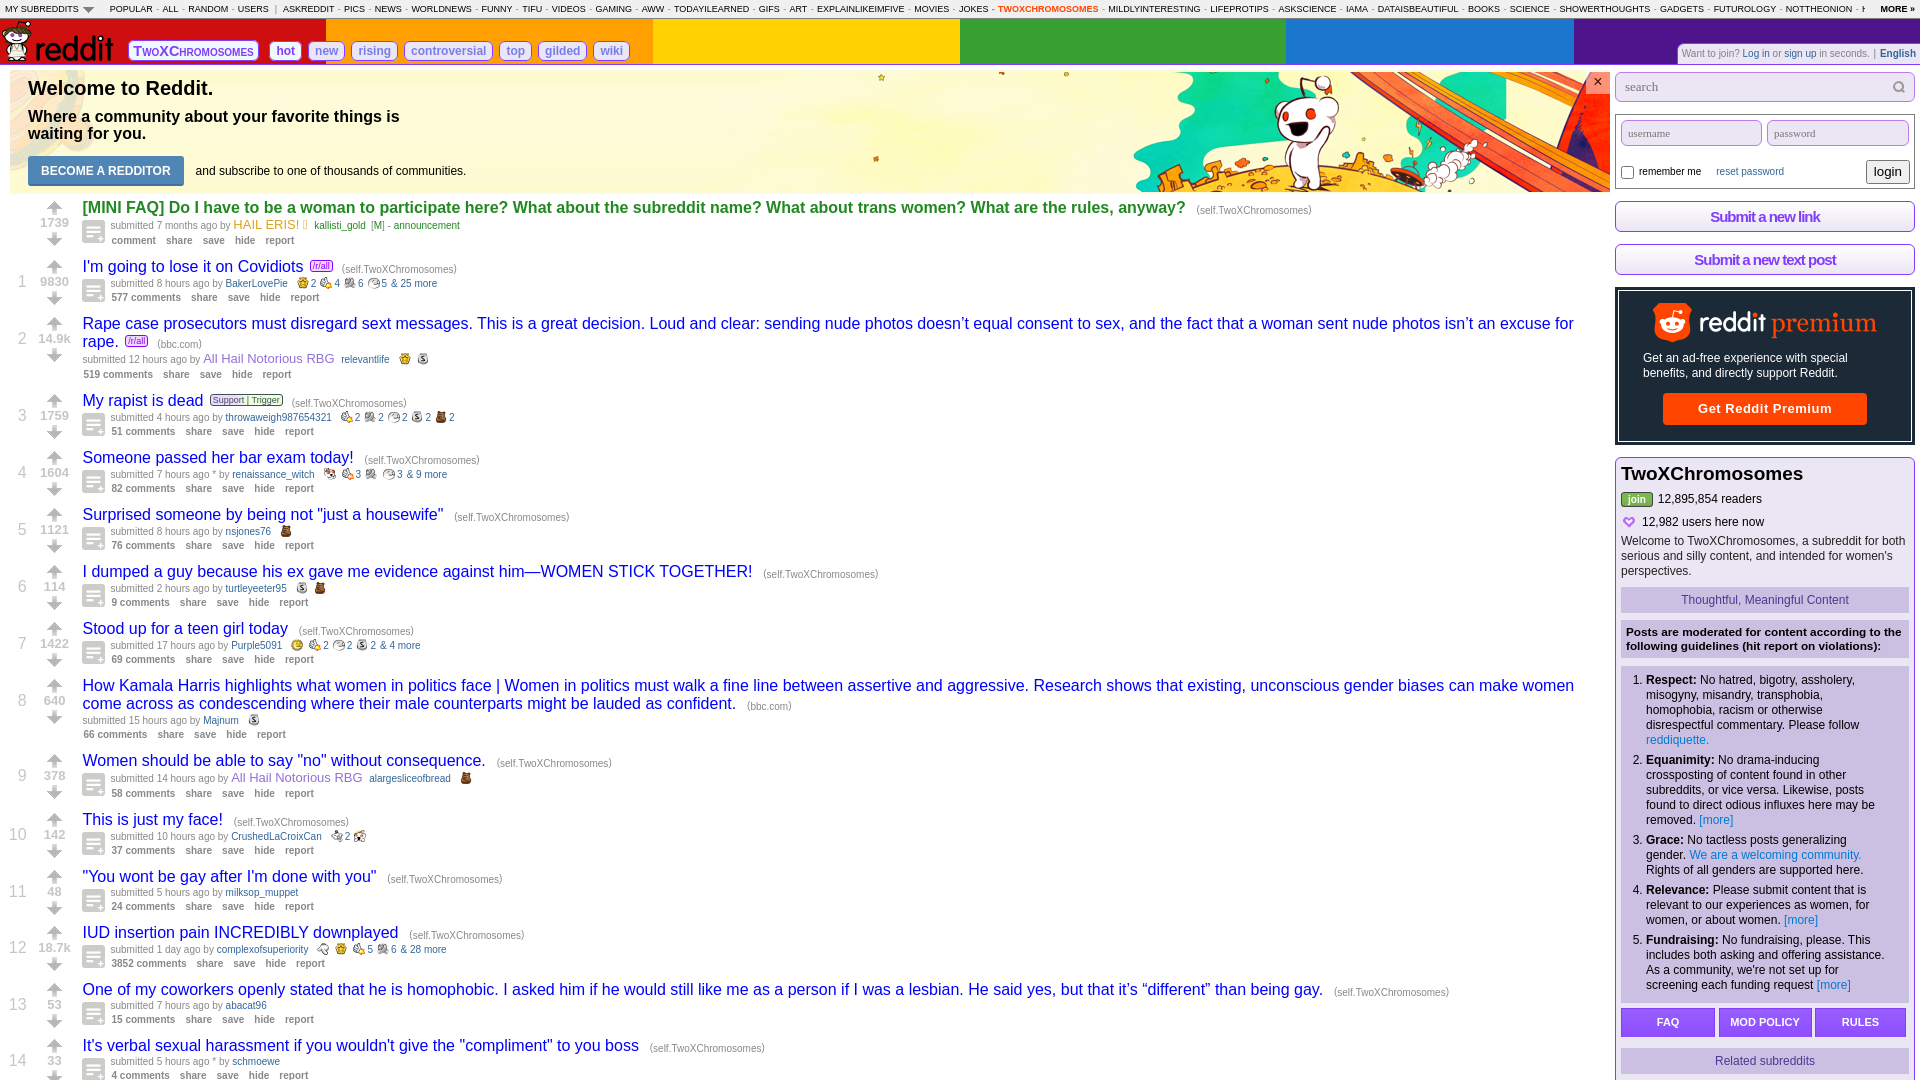 MY SUBREDDITS POPULAR - ALL - RANDOM - USERS | ASKREDDIT - PICS - NEWS - WORLDNEWS - FUNNY - TIFU - VIDEOS - GAMING - AWW - TODAYILEARNED - GIFS - ART - EXPLAINLIKEIMFIVE - MOVIES - JOKES - TWOXCHROMOSOMES - MILDLYINTERESTING - LIFEPROTIPS - ASKSCIENCE - IAMA - DATAISBEAUTIFUL - BOOKS - SCIENCE - SHOWERTHOUGHTS - GADGETS - FUTUROLOGY - NOTTHEONION - MORE »
reddit TwoXChromosomes hot new rising controversial top gilded wiki
Want to join? Log in or sign up in seconds. | English
Welcome to Reddit.
Where a community about your favorite things is
waiting for you.
BECOME A REDDITOR and subscribe to one of thousands of communities.
×
1739
[MINI FAQ] Do I have to be a woman to participate here? What about the subreddit name? What about trans women? What are the rules, anyway? (self.TwoXChromosomes)
submitted 7 months ago by HAIL ERIS! kallisti_gold [M] - announcement
comment share save hide report
1 9830
I'm going to lose it on Covidiots /r/all (self.TwoXChromosomes)
submitted 8 hours ago by BakerLovePie 2 4 6 5 & 25 more
577 comments share save hide report
2 14.9k
Rape case prosecutors must disregard sext messages. This is a great decision. Loud and clear: sending nude photos doesn’t equal consent to sex, and the fact that a woman sent nude photos isn’t an excuse for
rape. /r/all (bbc.com)
submitted 12 hours ago by All Hail Notorious RBG relevantlife
519 comments share save hide report
3 1759
My rapist is dead Support | Trigger (self.TwoXChromosomes)
submitted 4 hours ago by throwaweigh987654321 2 2 2 2 2
51 comments share save hide report
4 1604
Someone passed her bar exam today! (self.TwoXChromosomes)
submitted 7 hours ago * by renaissance_witch 3 3 & 9 more
82 comments share save hide report
5 1121
Surprised someone by being not "just a housewife" (self.TwoXChromosomes)
submitted 8 hours ago by nsjones76
76 comments share save hide report
6 114
I dumped a guy because his ex gave me evidence against him—WOMEN STICK TOGETHER! (self.TwoXChromosomes)
submitted 2 hours ago by turtleyeeter95
9 comments share save hide report
7 1422
Stood up for a teen girl today (self.TwoXChromosomes)
submitted 17 hours ago by Purple5091 2 2 2 & 4 more
69 comments share save hide report
8 640
How Kamala Harris highlights what women in politics face | Women in politics must walk a fine line between assertive and aggressive. Research shows that existing, unconscious gender biases can make women
come across as condescending where their male counterparts might be lauded as confident. (bbc.com)
submitted 15 hours ago by Majnum
66 comments share save hide report
9 378
Women should be able to say "no" without consequence. (self.TwoXChromosomes)
submitted 14 hours ago by All Hail Notorious RBG alargesliceofbread
58 comments share save hide report
10 142
This is just my face! (self.TwoXChromosomes)
submitted 10 hours ago by CrushedLaCroixCan 2
37 comments share save hide report
11 48
"You wont be gay after I'm done with you" (self.TwoXChromosomes)
submitted 5 hours ago by milksop_muppet
24 comments share save hide report
12 18.7k
IUD insertion pain INCREDIBLY downplayed (self.TwoXChromosomes)
submitted 1 day ago by complexofsuperiority 5 6 & 28 more
3852 comments share save hide report
13 53
One of my coworkers openly stated that he is homophobic. I asked him if he would still like me as a person if I was a lesbian. He said yes, but that it’s “different” than being gay. (self.TwoXChromosomes)
submitted 7 hours ago by abacat96
15 comments share save hide report
14 33
It's verbal sexual harassment if you wouldn't give the "compliment" to you boss (self.TwoXChromosomes)
submitted 5 hours ago * by schmoewe
4 comments share save hide report
search
username password
remember me reset password login
Submit a new link
Submit a new text post
reddit premium
Get an ad-free experience with special
benefits, and directly support Reddit.
Get Reddit Premium
TwoXChromosomes
join 12,895,854 readers
12,982 users here now
Welcome to TwoXChromosomes, a subreddit for both
serious and silly content, and intended for women's
perspectives.
Thoughtful, Meaningful Content
Posts are moderated for content according to the
following guidelines (hit report on violations):
1. Respect: No hatred, bigotry, assholery,
misogyny, misandry, transphobia,
homophobia, racism or otherwise
disrespectful commentary. Please follow
reddiquette.
2. Equanimity: No drama-inducing
crossposting of content found in other
subreddits, or vice versa. Likewise, posts
found to direct odious influxes here may be
removed. [more]
3. Grace: No tactless posts generalizing
gender. We are a welcoming community.
Rights of all genders are supported here.
4. Relevance: Please submit content that is
relevant to our experiences as women, for
women, or about women. [more]
5. Fundraising: No fundraising, please. This
includes both asking and offering assistance.
As a community, we're not set up for
screening each funding request [more]
FAQ MOD POLICY RULES
Related subreddits